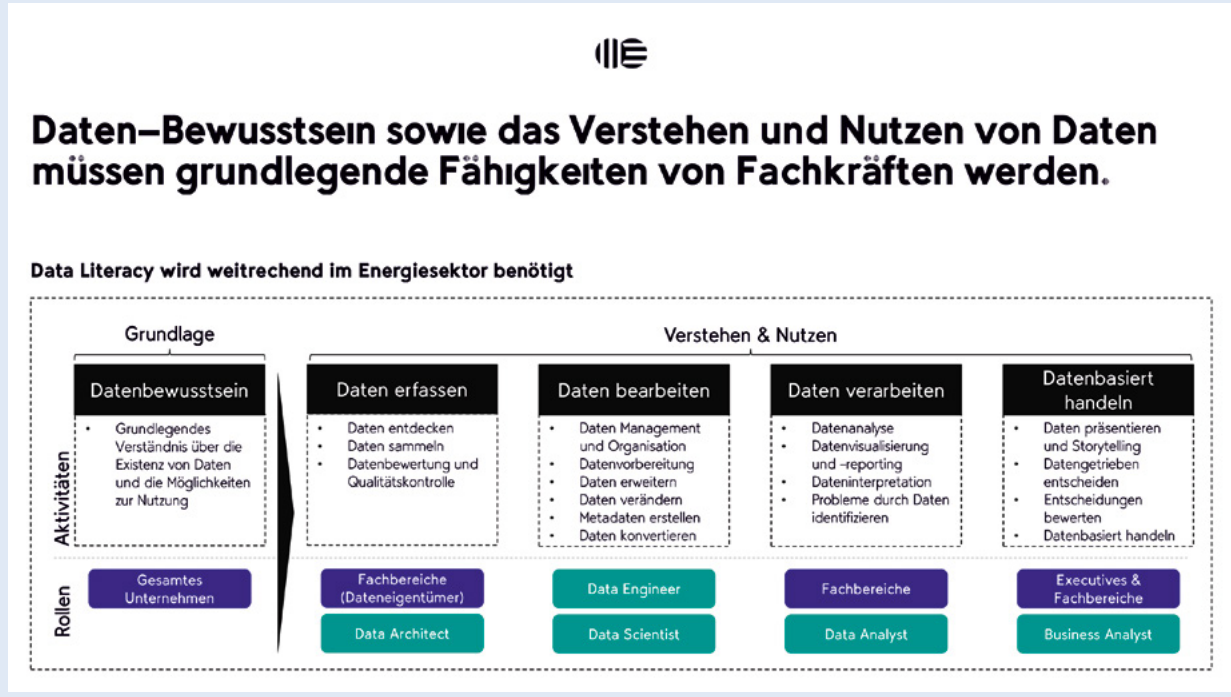 Daten–Bewusstsein sowie das Verstehen und Nutzen von Daten
müssen grundlegende Fähigkeiten von Fachkräften werden.
Data Literacy wird weitrechend im Energiesektor benötigt
Grundlage
Verstehen & Nutzen
Aktivitäten
Datenbewusstsein
• Grundlegendes
Verständnis über die
Existenz von Daten
und die Möglichkeiten
zur Nutzung
Daten erfassen
• Daten entdecken
• Daten sammeln
• Datenbewertung und
Qualitätskontrolle
Daten bearbeiten
• Daten Management
und Organisation
• Datenvorbereitung
• Daten erweitern
• Daten verändern
• Metadaten erstellen
• Daten konvertieren
Daten verarbeiten
• Datenanalyse
• Datenvisualisierung
und –reporting
• Dateninterpretation
• Probleme durch Daten
identifizieren
Datenbasiert
handeln
• Daten präsentieren
und Storytelling
• Datengetrieben
entscheiden
• Entscheidungen
bewerten
• Datenbasiert handeln
Rollen
Gesamtes
Unternehmen
Fachbereiche
(Dateneigentümer)
Data Architect
Data Engineer
Data Scientist
Fachbereiche
Data Analyst
Executives &
Fachbereiche
Business Analyst